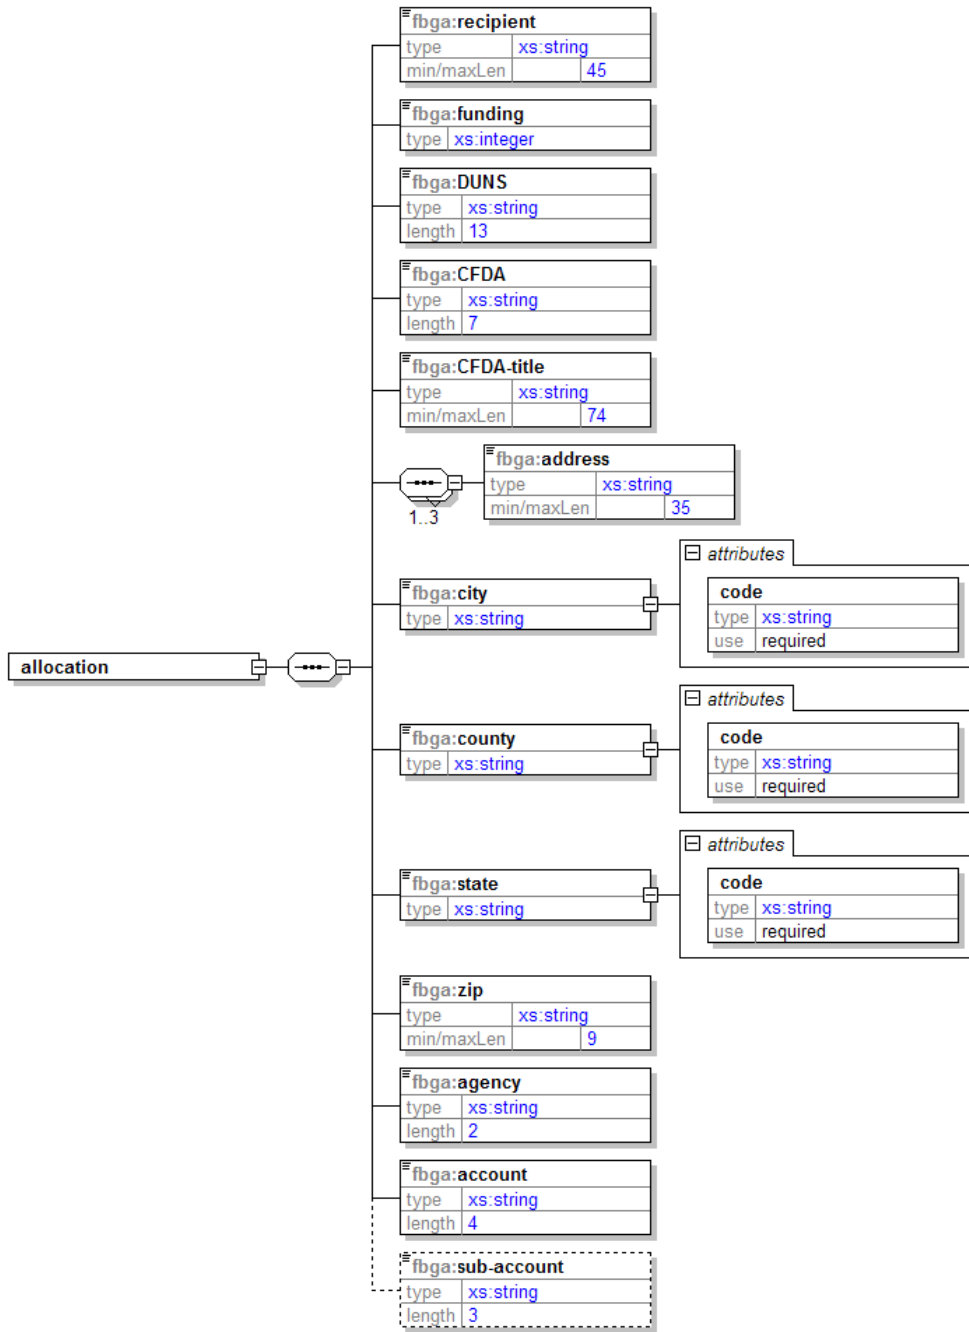 fbga:recipient
type xs:string
min/maxLen 45
fbga:funding
type xs:integer
fbga:DUNS
type xs:string
length 13
fbga:CFDA
type xs:string
length 7
fbga:CFDA-title
type xs:string
min/maxLen 74
fbga:address
type xs:string
min/maxLen 35
1..3
attributes
fbga:city
type xs:string
code
type xs:string
use required
allocation
attributes
fbga:county
type xs:string
code
type xs:string
use required
attributes
fbga:state
type xs:string
code
type xs:string
use required
fbga:zip
type xs:string
min/maxLen 9
fbga:agency
type xs:string
length 2
fbga:account
type xs:string
length 4
fbga:sub-account
type xs:string
length 3